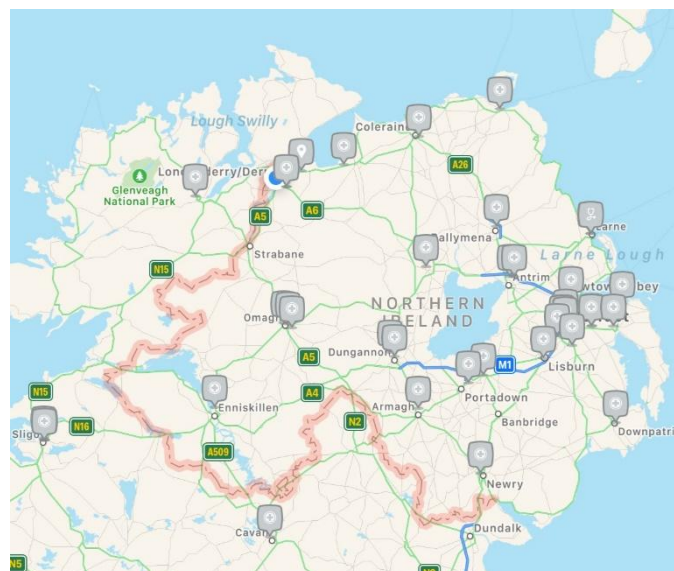 Lough Swilly
Coleraine
Londonderry/Derr
Glenveagh
National Park
A26
A5
A6
Strabane
Ballymena
Larne
Larne Lough
N15
Antrim
Newtownabbey
NORTHERN
IRELAND
Omagh
Dungannon
A5
M1
Lisburn
N15
A4
Portadown
Enniskillen
Armagh
N2
Banbridge
Sligo
N16
Downpatri
A509
Newry
Cavan
Dundalk
N5